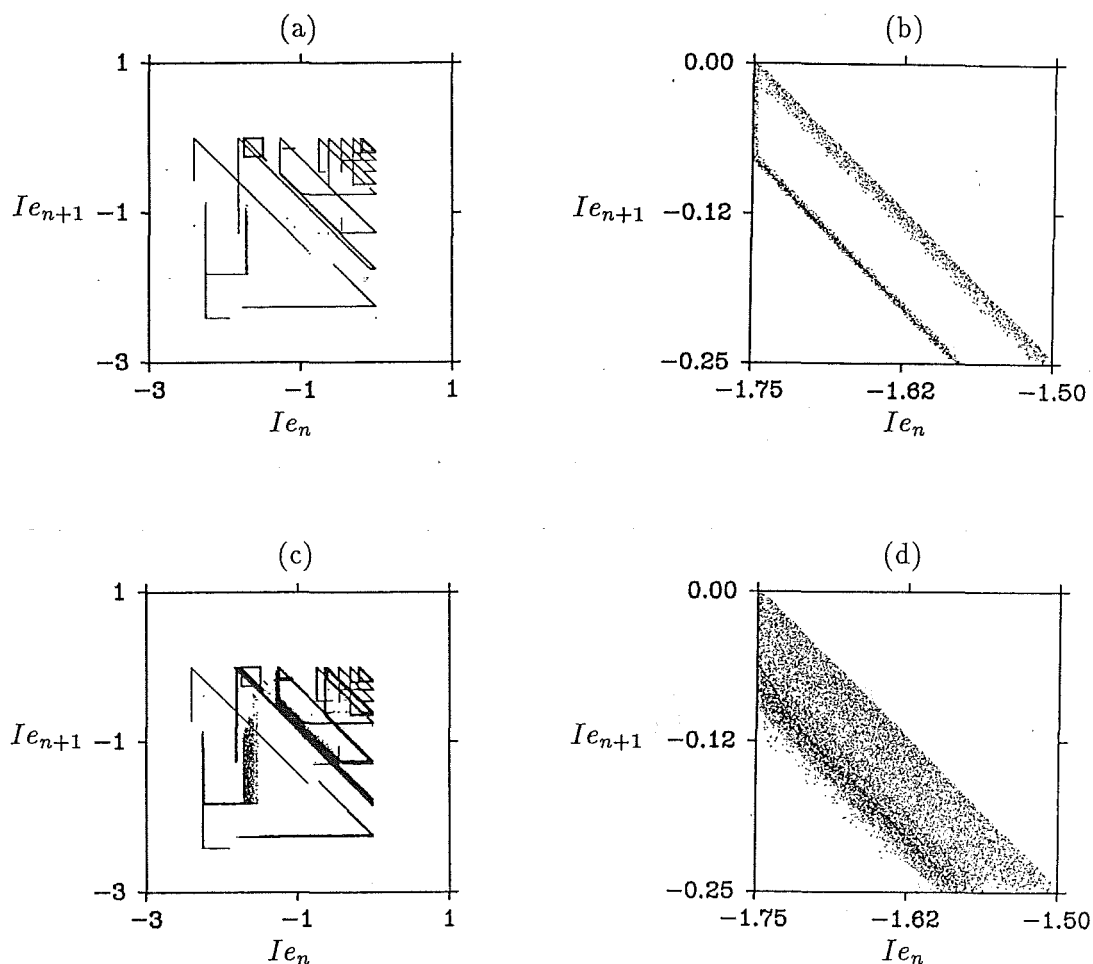 (a) (b)
1 0.00
Ie_{n+1} −1 Ie_{n+1} −0.12
−3 −0.25
−3 −1 1 −1.75 −1.62 −1.50
Ie_n Ie_n
(c) (d)
1 0.00
Ie_{n+1} −1 Ie_{n+1} −0.12
−3 −0.25
−3 −1 1 −1.75 −1.62 −1.50
Ie_n Ie_n